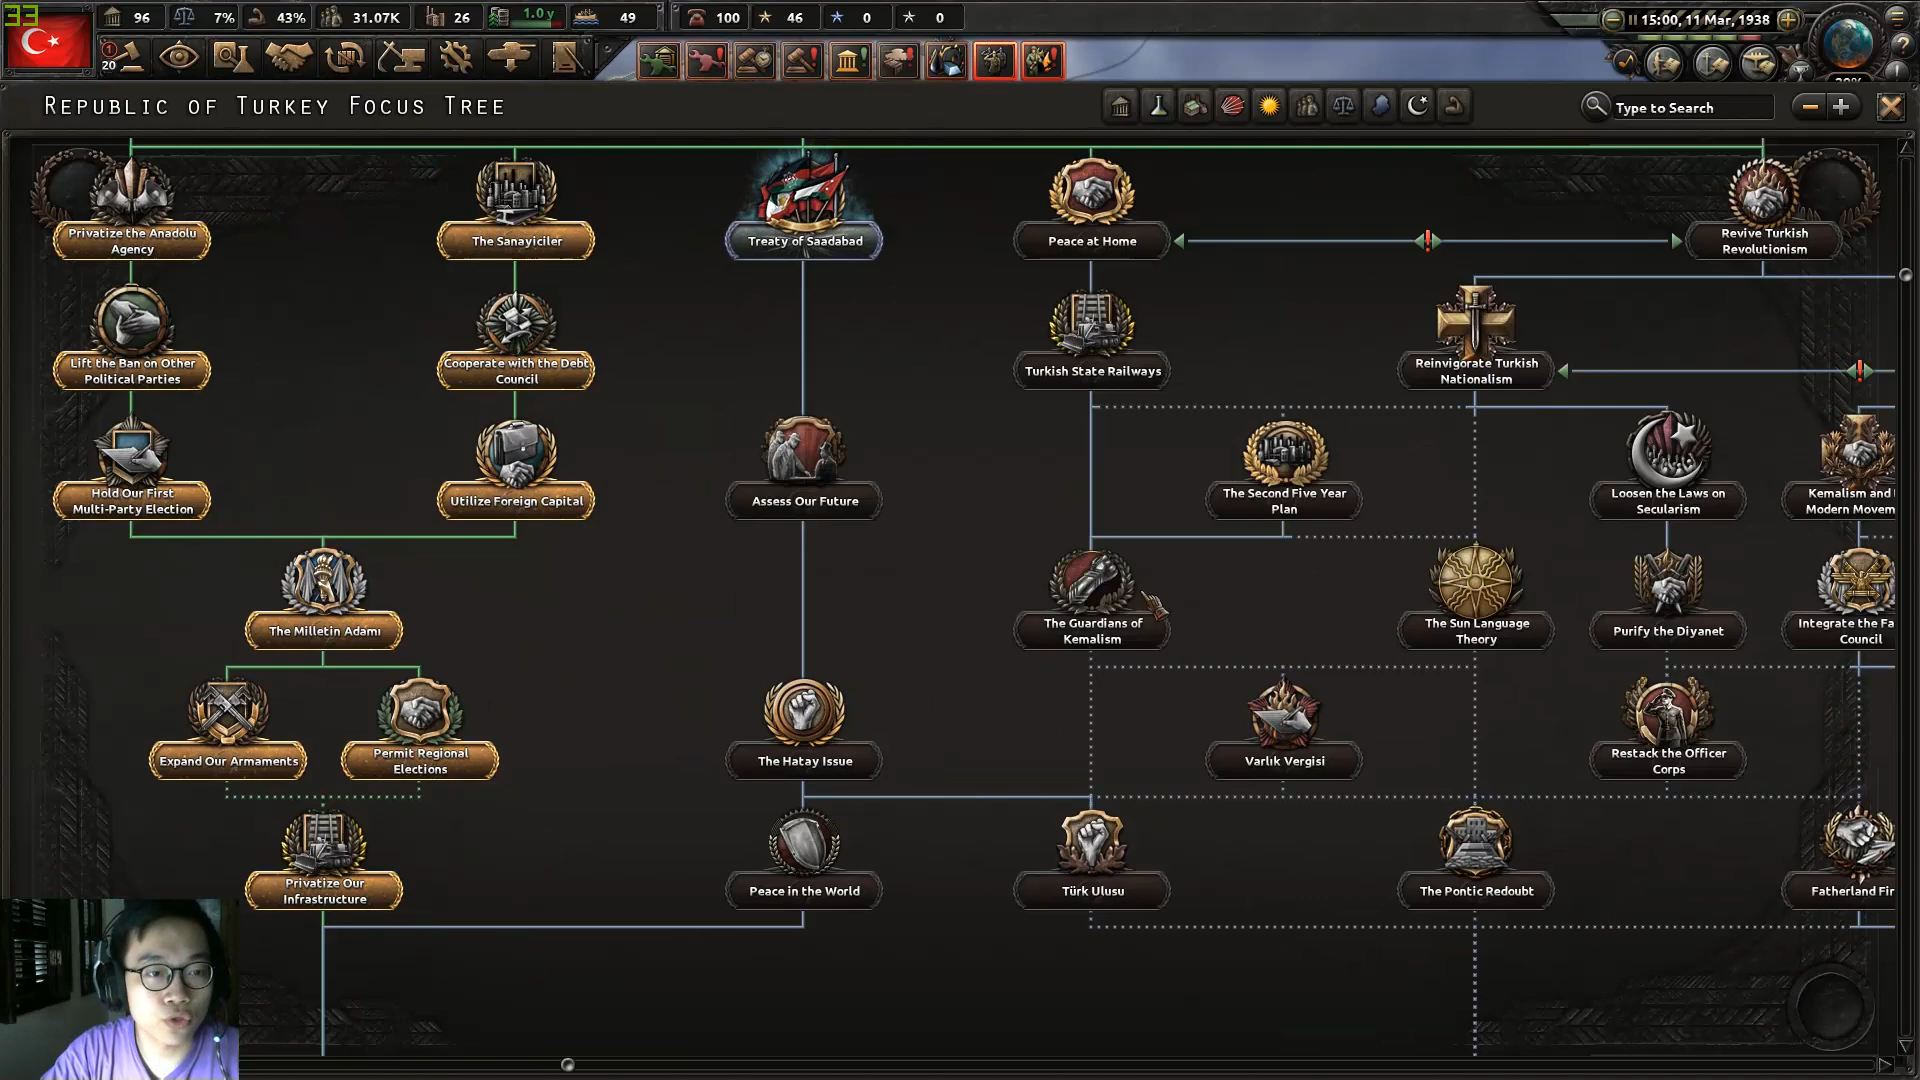 33
96
7%
43%
31.07K
26
1.0 y
49
100
46
0
0
15:00, 11 Mar, 1938
1
20
REPUBLIC OF TURKEY FOCUS TREE
Type to Search
Privatize the Anadolu
Agency
The Sanayiciler
Treaty of Saadabad
Peace at Home
Revive Turkish
Revolutionism
Lift the Ban on Other
Political Parties
Cooperate with the Debt
Council
Turkish State Railways
Reinvigorate Turkish
Nationalism
Hold Our First
Multi-Party Election
Utilize Foreign Capital
Assess Our Future
The Second Five Year
Plan
Loosen the Laws on
Secularism
Kemalism and
Modern Movem
The Milletin Adamı
The Guardians of
Kemalism
The Sun Language
Theory
Purify the Diyanet
Integrate the Fa
Council
Expand Our Armaments
Permit Regional
Elections
The Hatay Issue
Varlık Vergisi
Restack the Officer
Corps
Privatize Our
Infrastructure
Peace in the World
Türk Ulusu
The Pontic Redoubt
Fatherland Fir